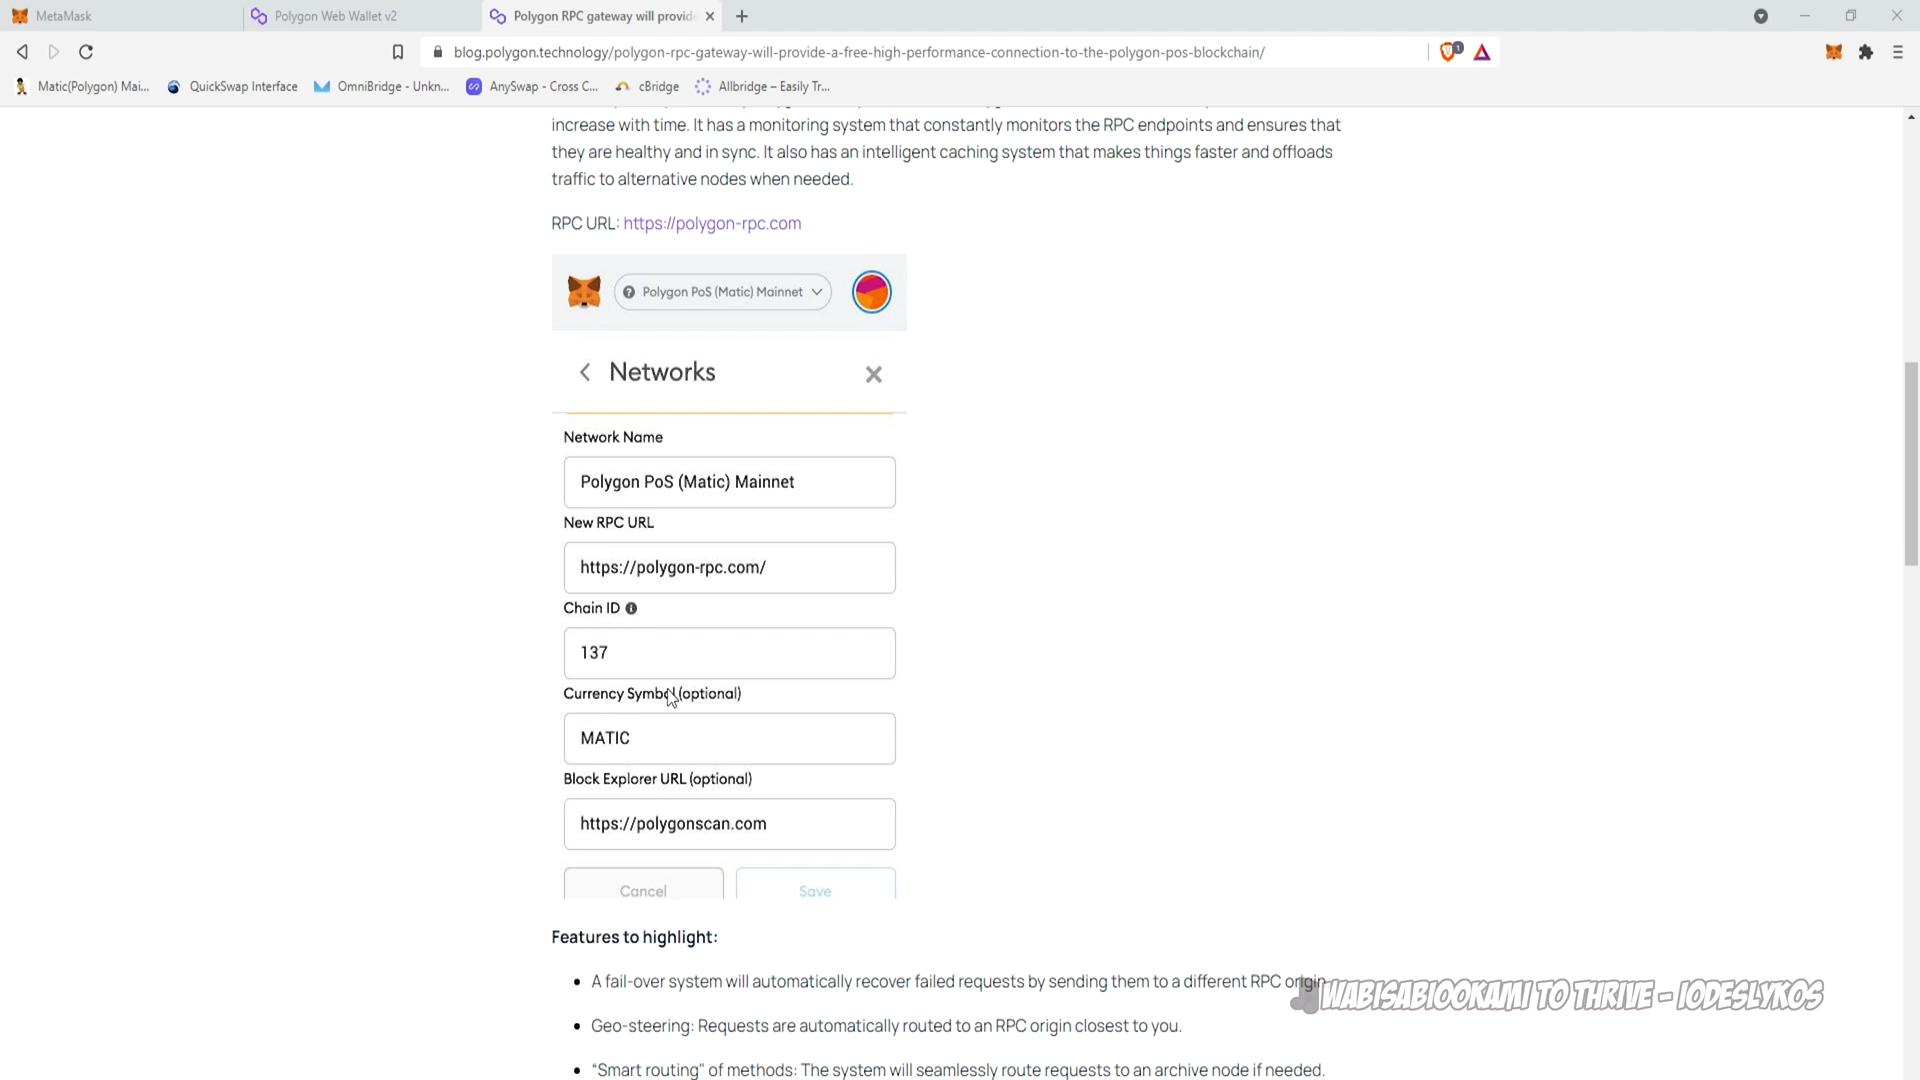 MetaMask
Polygon Web Wallet v2
Polygon RPC gateway will provid
blog.polygon.technology/polygon-rpc-gateway-will-provide-a-free-high-performance-connection-to-the-polygon-pos-blockchain/
1
Matic(Polygon) Mai...
QuickSwap Interface
OmniBridge - Unkn...
AnySwap - Cross C...
cBridge
Allbridge – Easily Tr...
increase with time. It has a monitoring system that constantly monitors the RPC endpoints and ensures that
they are healthy and in sync. It also has an intelligent caching system that makes things faster and offloads
traffic to alternative nodes when needed.
RPC URL: https://polygon-rpc.com
Polygon PoS (Matic) Mainnet
Networks
Network Name
Polygon PoS (Matic) Mainnet
New RPC URL
https://polygon-rpc.com/
Chain ID
137
Currency Symbol (optional)
MATIC
Block Explorer URL (optional)
https://polygonscan.com
Cancel
Save
Features to highlight:
A fail-over system will automatically recover failed requests by sending them to a different RPC origin
WABISABIOOKAMI TO THRIVE - IODESLYKOS
Geo-steering: Requests are automatically routed to an RPC origin closest to you.
“Smart routing" of methods: The system will seamlessly route requests to an archive node if needed.